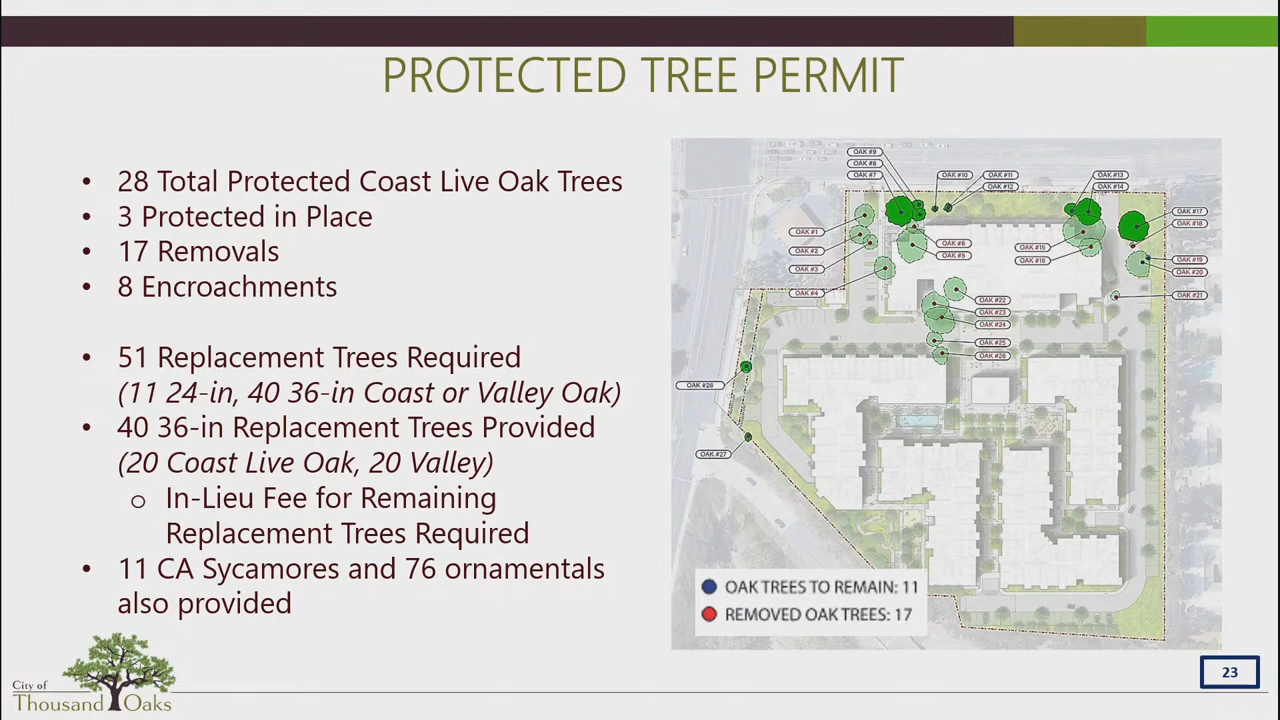 PROTECTED TREE PERMIT
• 28 Total Protected Coast Live Oak Trees
• 3 Protected in Place
• 17 Removals
• 8 Encroachments
• 51 Replacement Trees Required
(11 24-in, 40 36-in Coast or Valley Oak)
• 40 36-in Replacement Trees Provided
(20 Coast Live Oak, 20 Valley)
o In-Lieu Fee for Remaining
Replacement Trees Required
• 11 CA Sycamores and 76 ornamentals
also provided
OAK #9
OAK #8
OAK #7
OAK #10
OAK #11
OAK #12
OAK #13
OAK #14
OAK #17
OAK #18
OAK #1
OAK #2
OAK #3
OAK #4
OAK #6
OAK #5
OAK #15
OAK #16
OAK #19
OAK #20
OAK #21
OAK #22
OAK #23
OAK #24
OAK #25
OAK #26
OAK #28
OAK #27
OAK TREES TO REMAIN: 11
REMOVED OAK TREES: 17
City of
Thousand Oaks
23